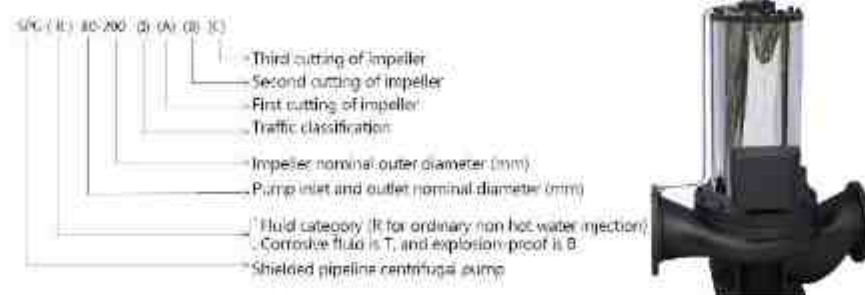 SPG (R) 80-200 (I) (A) (B) (C)
Third cutting of impeller
Second cutting of impeller
First cutting of impeller
Traffic classification
Impeller nominal outer diameter (mm)
Pump inlet and outlet nominal diameter (mm)
Fluid category (R for ordinary non hot water injection)
. Corrosive fluid is T, and explosion-proof is B
Shielded pipeline centrifugal pump